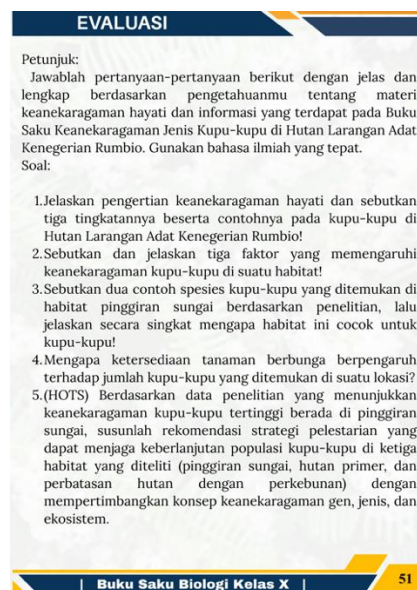 EVALUASI
Petunjuk:
Jawablah pertanyaan-pertanyaan berikut dengan jelas dan
lengkap berdasarkan pengetahuanmu tentang materi
keanekaragaman hayati dan informasi yang terdapat pada Buku
Saku Keanekaragaman Jenis Kupu-kupu di Hutan Larangan Adat
Kenegerian Rumbio. Gunakan bahasa ilmiah yang tepat.
Soal:
1.Jelaskan pengertian keanekaragaman hayati dan sebutkan
tiga tingkatannya beserta contohnya pada kupu-kupu di
Hutan Larangan Adat Kenegerian Rumbio!
2.Sebutkan dan jelaskan tiga faktor yang memengaruhi
keanekaragaman kupu-kupu di suatu habitat!
3.Sebutkan dua contoh spesies kupu-kupu yang ditemukan di
habitat pinggiran sungai berdasarkan penelitian, lalu
jelaskan secara singkat mengapa habitat ini cocok untuk
kupu-kupu!
4.Mengapa ketersediaan tanaman berbunga berpengaruh
terhadap jumlah kupu-kupu yang ditemukan di suatu lokasi?
5.(HOTS) Berdasarkan data penelitian yang menunjukkan
keanekaragaman kupu-kupu tertinggi berada di pinggiran
sungai, susunlah rekomendasi strategi pelestarian yang
dapat menjaga keberlanjutan populasi kupu-kupu di ketiga
habitat yang diteliti (pinggiran sungai, hutan primer, dan
perbatasan hutan dengan perkebunan) dengan
mempertimbangkan konsep keanekaragaman gen, jenis, dan
ekosistem.
| Buku Saku Biologi Kelas X |
51